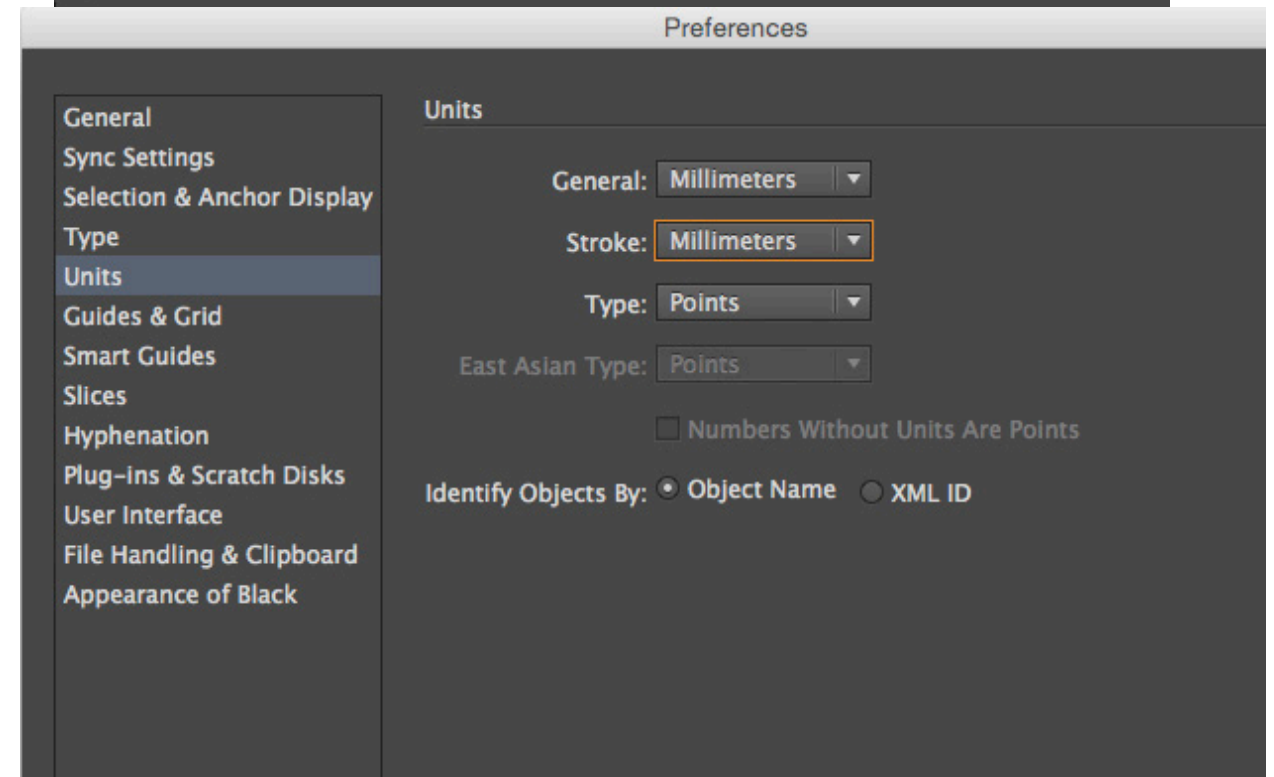 Preferences
General
Sync Settings
Selection & Anchor Display
Type
Units
Guides & Grid
Smart Guides
Slices
Hyphenation
Plug-ins & Scratch Disks
User Interface
File Handling & Clipboard
Appearance of Black
Units
General: Millimeters
Stroke: Millimeters
Type: Points
East Asian Type: Points
Numbers Without Units Are Points
Identify Objects By: Object Name XML ID